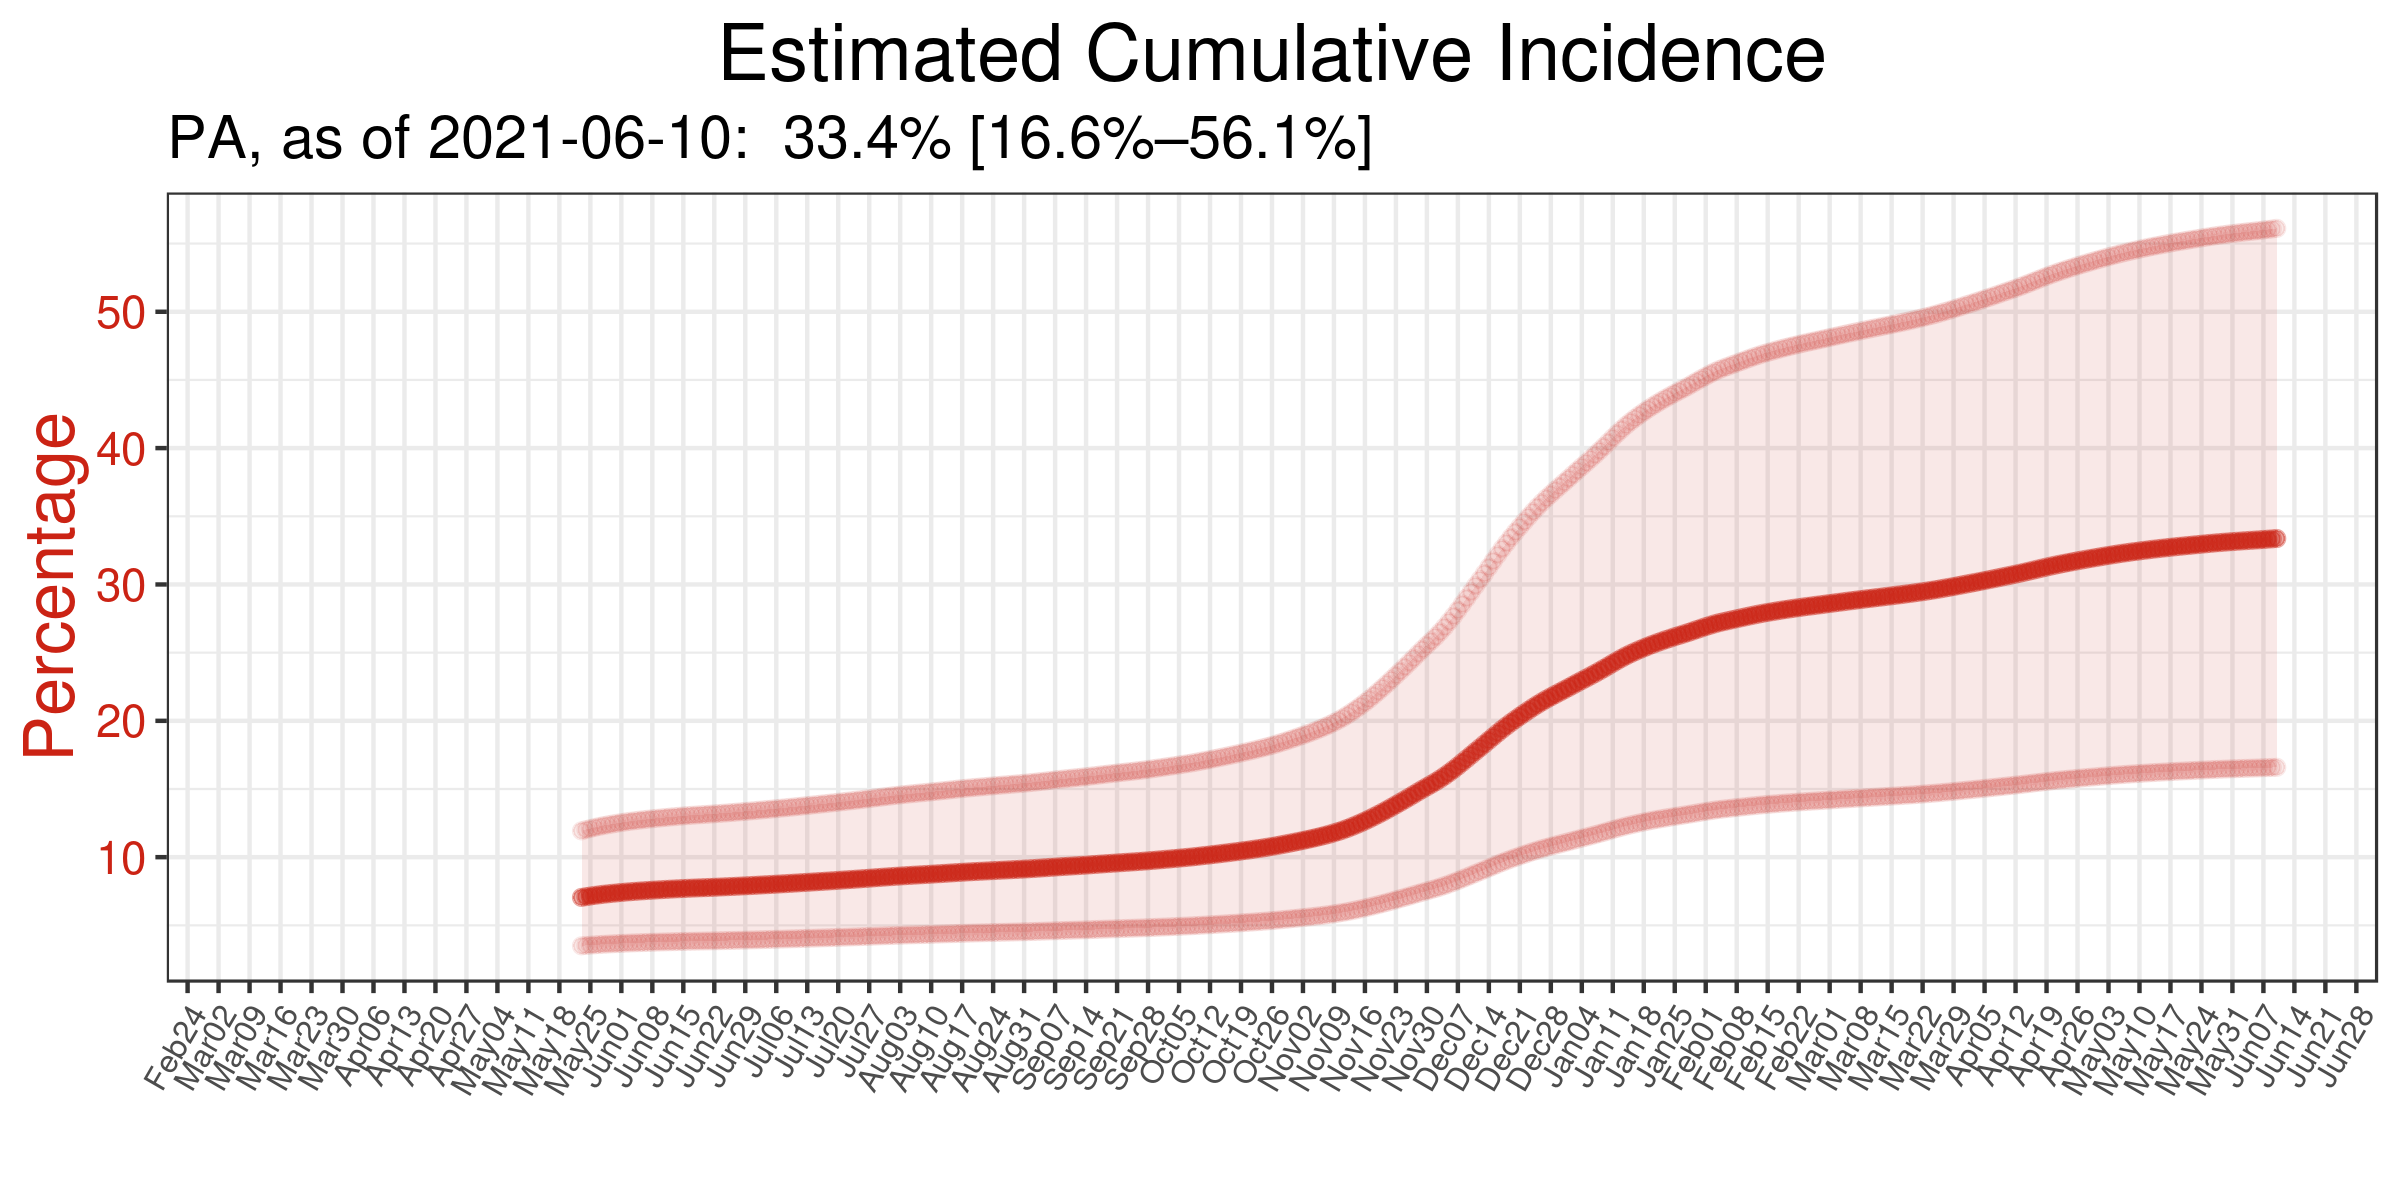 Estimated Cumulative Incidence
PA, as of 2021-06-10:  33.4% [16.6%–56.1%]
Percentage
50
40
30
20
10
Feb24
Mar02
Mar09
Mar16
Mar23
Mar30
Apr06
Apr13
Apr20
Apr27
May04
May11
May18
May25
Jun01
Jun08
Jun15
Jun22
Jun29
Jul06
Jul13
Jul20
Jul27
Aug03
Aug10
Aug17
Aug24
Aug31
Sep07
Sep14
Sep21
Sep28
Oct05
Oct12
Oct19
Oct26
Nov02
Nov09
Nov16
Nov23
Nov30
Dec07
Dec14
Dec21
Dec28
Jan04
Jan11
Jan18
Jan25
Feb01
Feb08
Feb15
Feb22
Mar01
Mar08
Mar15
Mar22
Mar29
Apr05
Apr12
Apr19
Apr26
May03
May10
May17
May24
May31
Jun07
Jun14
Jun21
Jun28